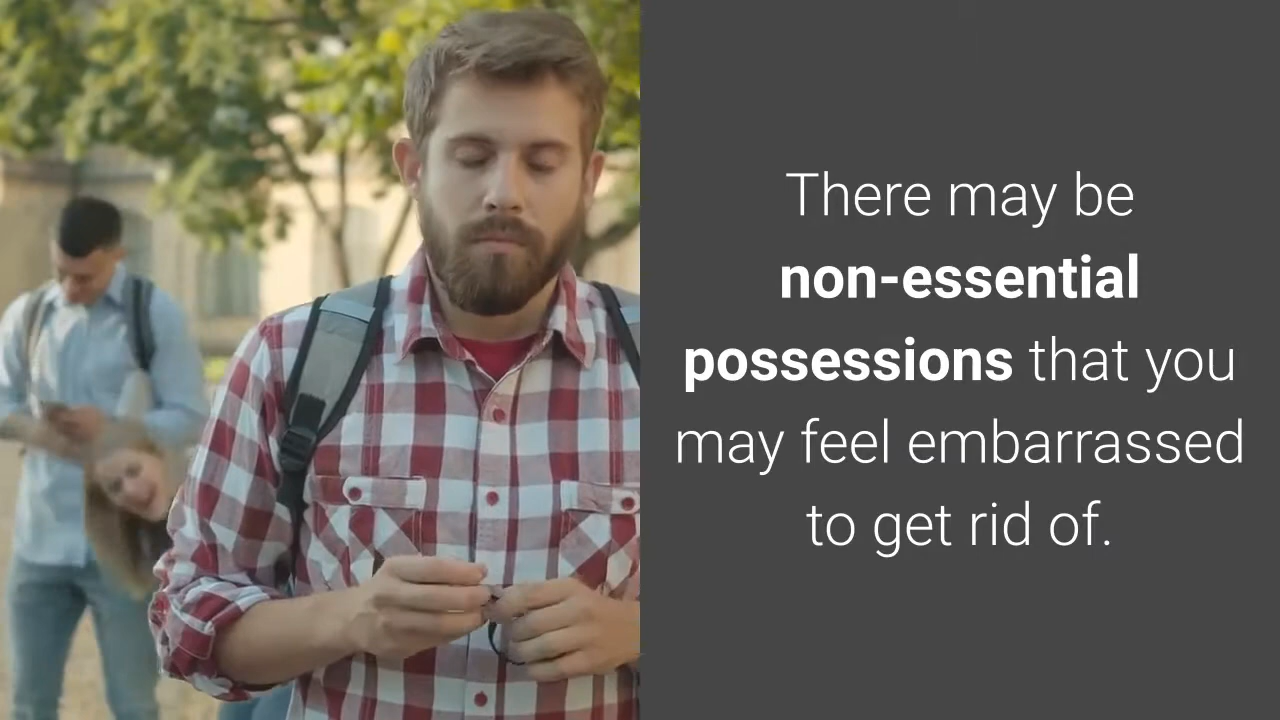 There may be
non-essential
possessions that you
may feel embarrassed
to get rid of.